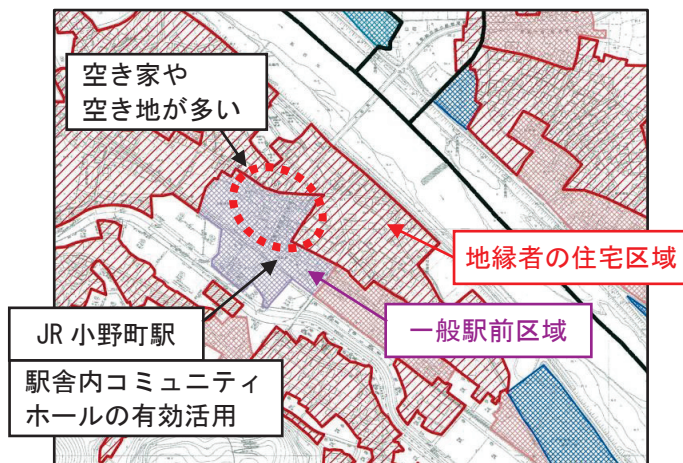 空き家や
空き地が多い
地縁者の住宅区域
一般駅前区域
JR 小野町駅
駅舎内コミュニティ
ホールの有効活用